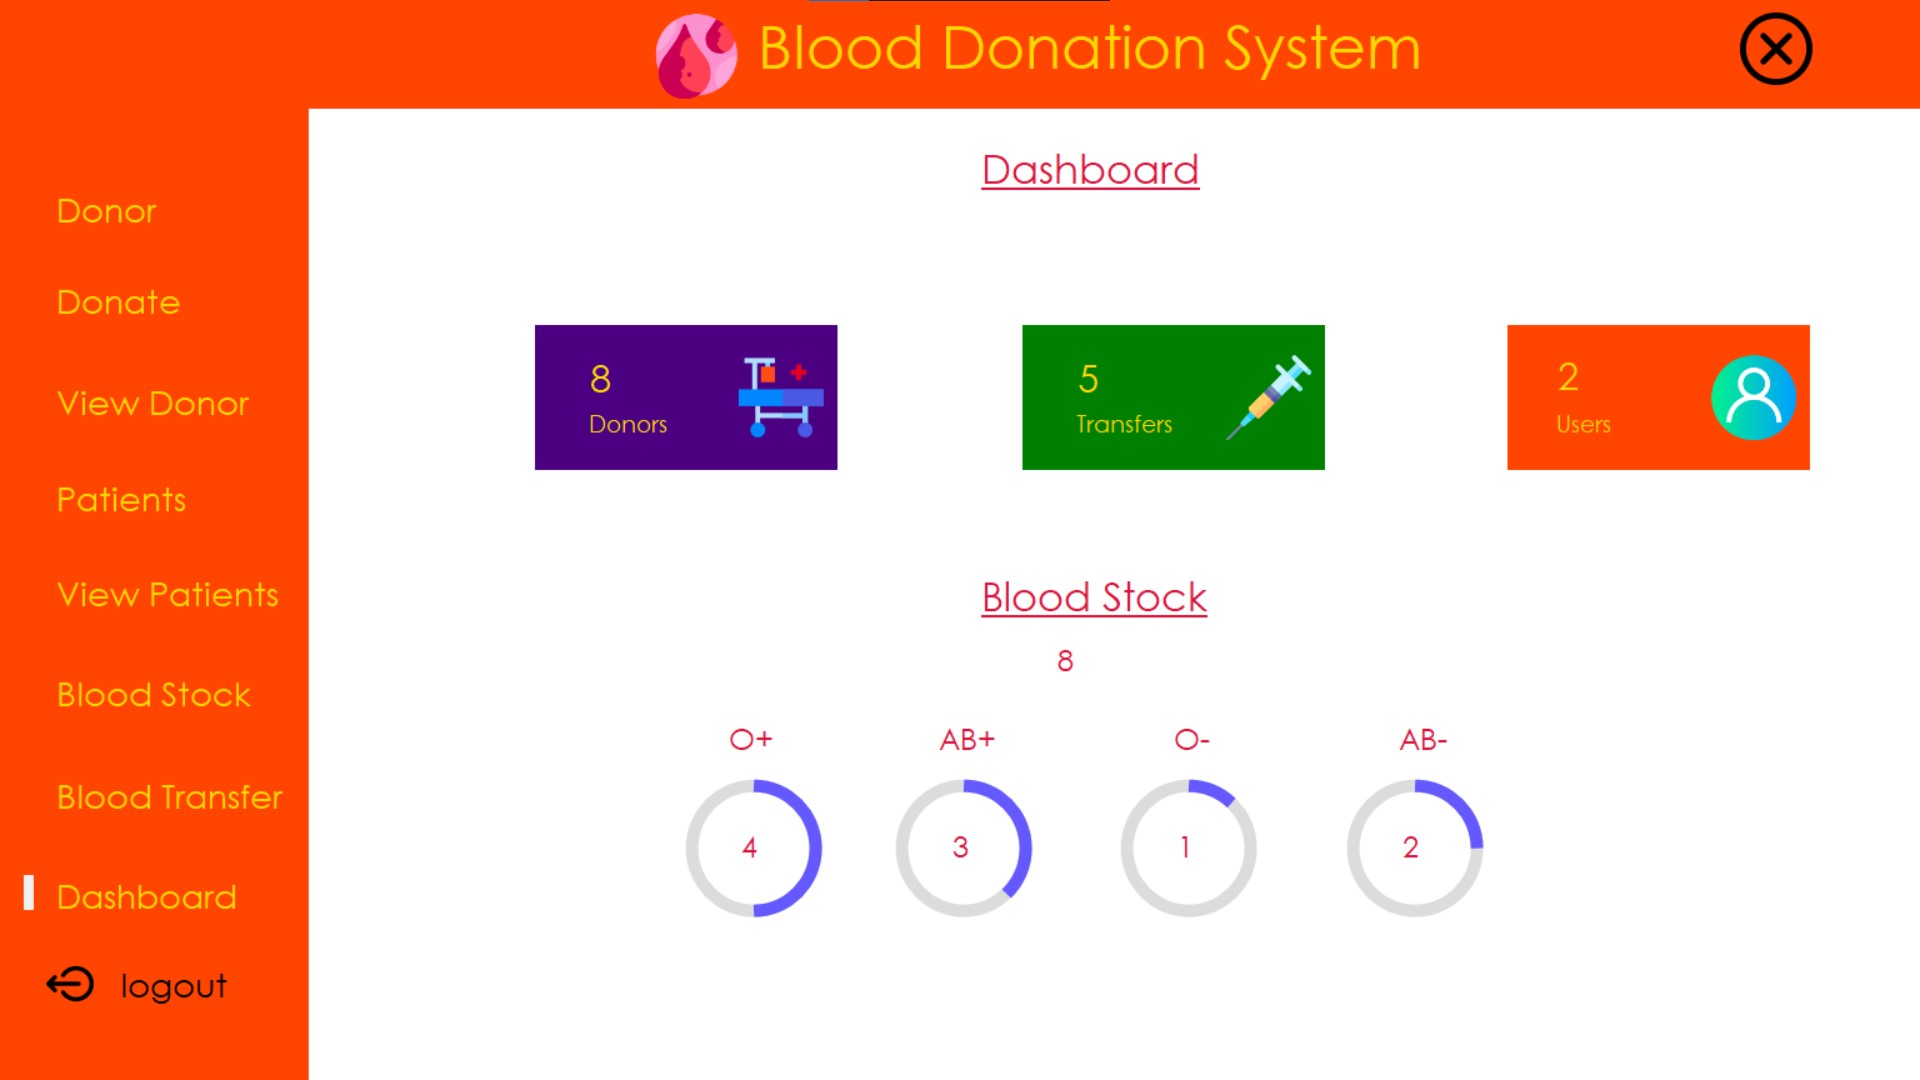 Blood Donation System
Donor
Donate
View Donor
Patients
View Patients
Blood Stock
Blood Transfer
Dashboard
logout
Dashboard
8
Donors
5
Transfers
2
Users
Blood Stock
8
O+ AB+ O- AB-
4 3 1 2